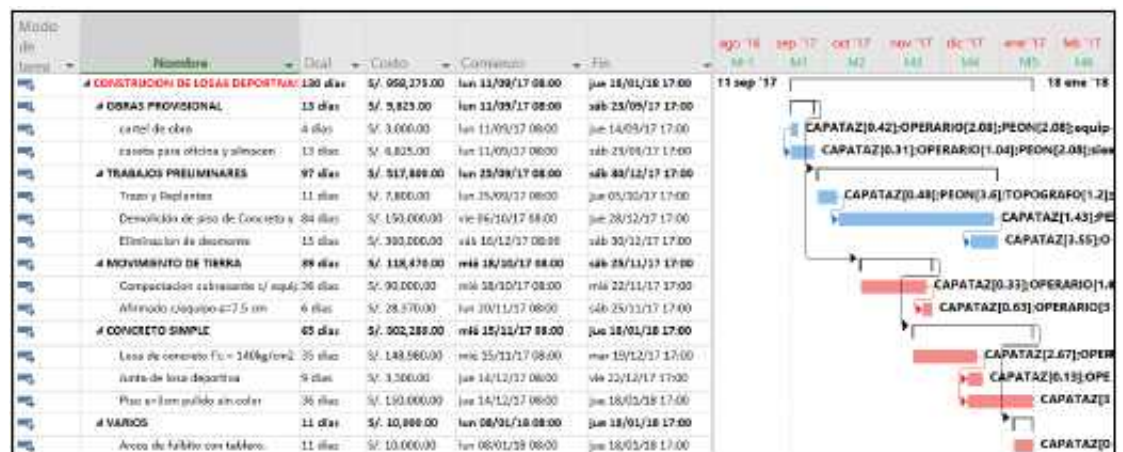 Modo de tarea Nombre Costo Comienzo Fin ago '16 sep '17 oct '17 nov '17 dic '17 ene '17 feb '17
M-1 M1 M2 M3 M4 M5 M6
CONSTRUCION DE LOSAS DEPORTIVAS 130 días S/. 958,275.00 lun 11/09/17 08:00 jue 18/01/18 17:00 11 sep '17 18 ene '18
OBRAS PROVISIONAL 13 días S/. 9,825.00 lun 11/09/17 08:00 sáb 23/09/17 17:00
cartel de obra 4 días S/. 3,000.00 lun 11/09/17 08:00 jue 14/09/17 17:00 CAPATAZ[0.42];OPERARIO[2.08];PEON[2.08];equip
caseta para oficina y almacen 13 días S/. 6,825.00 lun 11/09/17 08:00 sáb 23/09/17 17:00 CAPATAZ[0.31];OPERARIO[1.04];PEON[2.08];
TRABAJOS PRELIMINARES 97 días S/. 517,800.00 lun 25/09/17 08:00 sáb 30/12/17 17:00
Trazo y Replanteo 11 días S/. 7,800.00 lun 25/09/17 08:00 jue 05/10/17 17:00 CAPATAZ[0.48];PEON[3.6];TOPOGRAFO[1.2];
Demolición de piso de Concreto y 84 días S/. 150,000.00 vie 06/10/17 08:00 jue 28/12/17 17:00 CAPATAZ[1.43];PE
Eliminacion de desmonte 15 días S/. 360,000.00 sáb 16/12/17 08:00 sáb 30/12/17 17:00 CAPATAZ[3.55];O
MOVIMIENTO DE TIERRA 39 días S/. 118,370.00 mié 18/10/17 08:00 sáb 25/11/17 17:00
Compactacion subrasante c/ equip 36 días S/. 90,000.00 mié 18/10/17 08:00 mié 22/11/17 17:00 CAPATAZ[0.33];OPERARIO[1.
Afirmado c/equipo e=7.5 cm 6 días S/. 28,370.00 lun 20/11/17 08:00 sáb 25/11/17 17:00 CAPATAZ[0.63];OPERARIO[3
CONCRETO SIMPLE 65 días S/. 302,280.00 mié 15/11/17 08:00 jue 18/01/18 17:00
Losa de concreto f'c = 140kg/cm2 35 días S/. 148,980.00 mié 15/11/17 08:00 mar 19/12/17 17:00 CAPATAZ[2.67];OPER
Junta de losa deportiva 9 días S/. 3,300.00 jue 14/12/17 08:00 vie 22/12/17 17:00 CAPATAZ[0.13];OPE
Piso pulido sin color 36 días S/. 150,000.00 jue 14/12/17 08:00 jue 18/01/18 17:00 CAPATAZ[3
VARIOS 11 días S/. 10,000.00 lun 08/01/18 08:00 jue 18/01/18 17:00
Arcos de fulbito con tablero. 11 días S/. 10,000.00 lun 08/01/18 08:00 jue 18/01/18 17:00 CAPATAZ[0